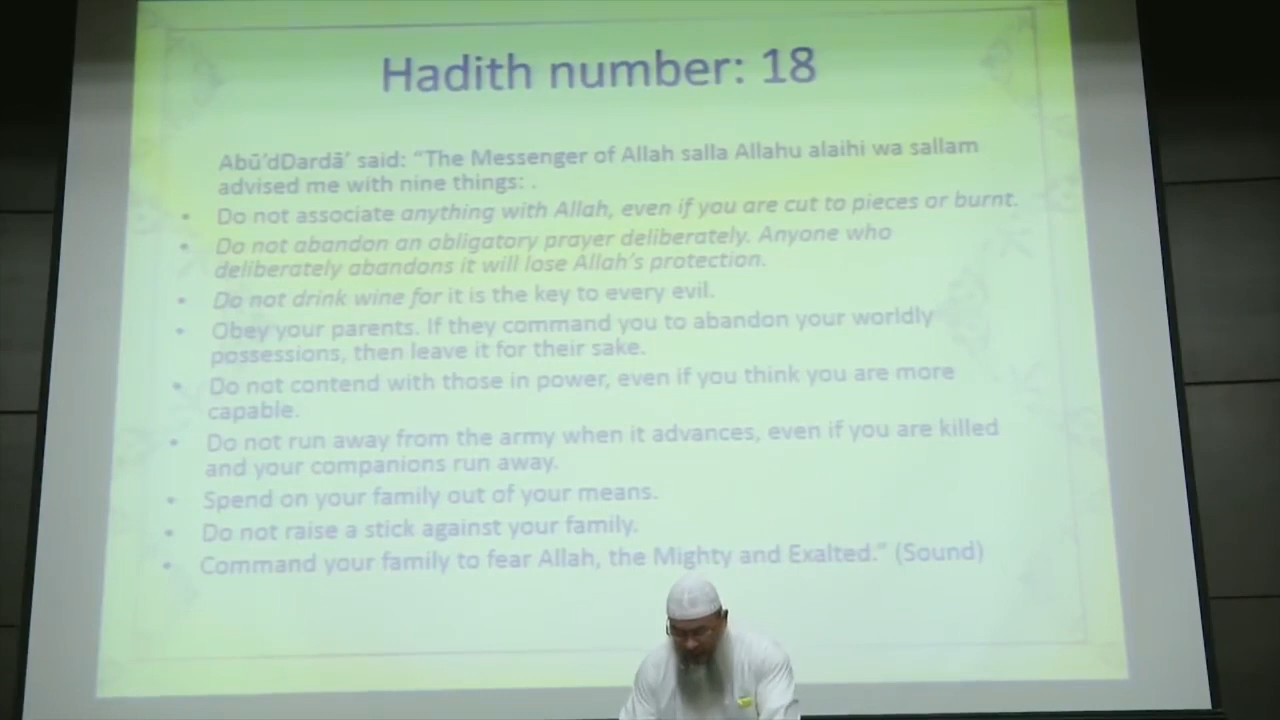 Hadith number: 18
Abū'dDardā' said: "The Messenger of Allah salla Allahu alaihi wa sallam
advised me with nine things: .
• Do not associate anything with Allah, even if you are cut to pieces or burnt.
• Do not abandon an obligatory prayer deliberately. Anyone who
deliberately abandons it will lose Allah's protection.
• Do not drink wine for it is the key to every evil.
• Obey your parents. If they command you to abandon your worldly
possessions, then leave it for their sake.
• Do not contend with those in power, even if you think you are more
capable.
• Do not run away from the army when it advances, even if you are killed
and your companions run away.
• Spend on your family out of your means.
• Do not raise a stick against your family.
• Command your family to fear Allah, the Mighty and Exalted." (Sound)